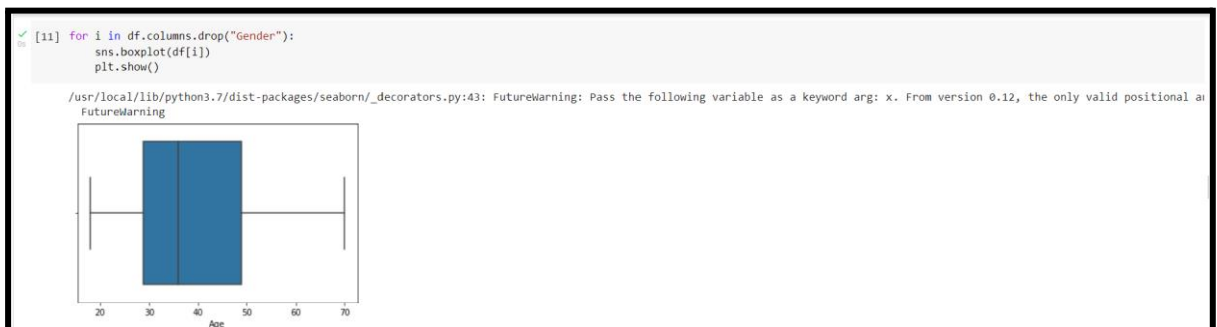 [11] for i in df.columns.drop("Gender"):
sns.boxplot(df[i])
plt.show()
/usr/local/lib/python3.7/dist-packages/seaborn/_decorators.py:43: FutureWarning: Pass the following variable as a keyword arg: x. From version 0.12, the only valid positional
FutureWarning
20 30 40 50 60 70
Age